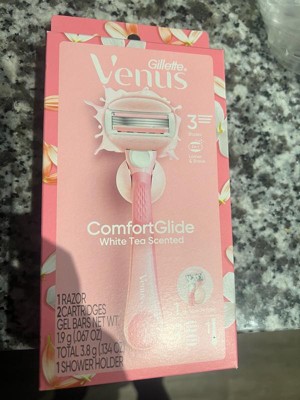 Gillette
Venus
3
ComfortGlide
White Tea Scented
Venus
1 RAZOR
2 CARTRIDGES
GEL BARS NET WT.
1.9 g (.067 OZ)
TOTAL 3.8 g (.134 OZ)
1 SHOWER HOLDER